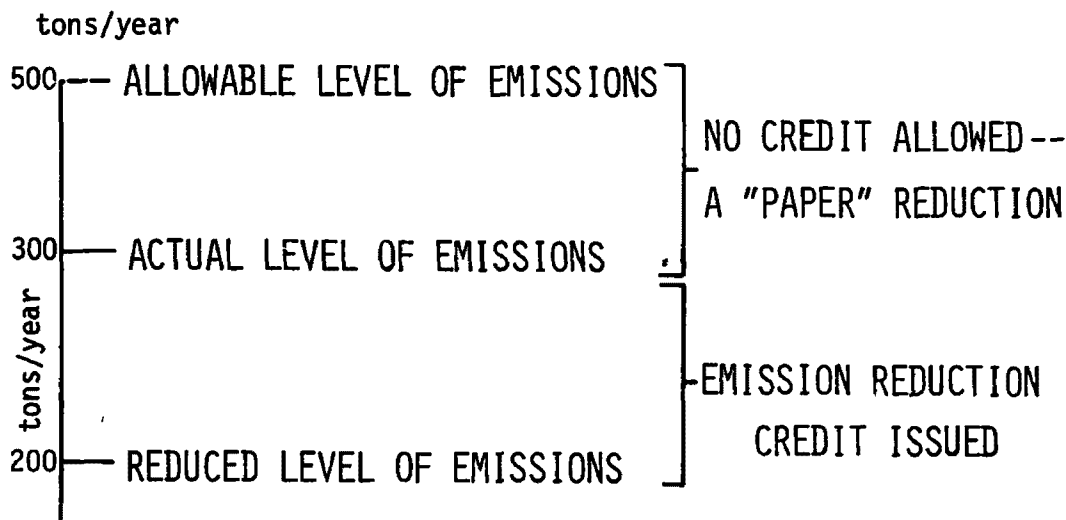 tons/year
500 -- ALLOWABLE LEVEL OF EMISSIONS
NO CREDIT ALLOWED--
A "PAPER" REDUCTION
300 ACTUAL LEVEL OF EMISSIONS
tons/year
EMISSION REDUCTION
CREDIT ISSUED
200 REDUCED LEVEL OF EMISSIONS